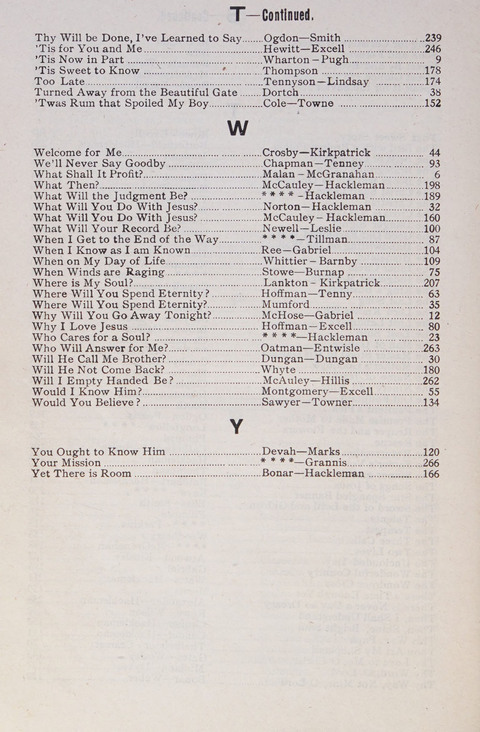 T—Continued.
Thy Will be Done, I've Learned to Say......Ogdon—Smith ........................239
'Tis for You and Me..............................Hewitt—Excell ......................246
'Tis Now in Part ..................................Wharton-Pugh...................... 9
'Tis Sweet to Know ..............................Thompson ...........................178
Too Late..............................................Tennyson—Lindsay ............174
Turned Away from the Beautiful Gate ......Dortch................................. 38
'Twas Rum that Spoiled My Boy..............Cole—Towne .......................152
W
Welcome for Me..................................Crosby—Kirkpatrick .............. 44
We'll Never Say Goodby ........................Chapman—Tenney................ 93
What Shall It Profit?..............................Malan-McGranahan .............. 6
What Then?.........................................McCauley—Hackleman..........198
What Will the Judgment Be? ..................* * * *-Hackleman ................189
What Will You Do With Jesus?................Norton—Hackleman ............. 32
What Will You Do With Jesus?................McCauley-Hackleman............160
What Will Your Record Be? ....................Newell—Leslie .....................100
When I Get to the End of the Way............* * * *—Tillman..................... 87
When I Know as I am Known..................Ree—Gabriel........................104
When on My Day of Life ........................Whittier-Barnby ...................109
When Winds are Raging ........................Stowe—Burnap .................... 75
Where is My Soul?................................Lankton-Kirkpatrick..............207
Where Will You Spend Eternity?..............Hoffman—Tenny................... 63
Where Will You Spend Eternity?..............Mumford ............................. 35
Why Will You Go Away Tonight?..............McHose—Gabriel .................. 12
Why I Love Jesus .................................Hoffman—Excell ................... 80
Who Cares for a Soul? ..........................* * * *—Hackleman ............... 23
Who Will Answer for Me?.......................Oatman—Entwisle ................263
Will He Call Me Brother?........................Dungan—Dungan ................. 30
Will He Not Come Back?.......................Whyte .................................180
Will I Empty Handed Be?.......................McAuley—Hillis ....................262
Would I Know Him?..............................Montgomery—Excell............. 55
Would You Believe?..............................Sawyer—Towner...................134
Y
You Ought to Know Him .......................Devah—Marks ......................120
Your Mission .......................................* * * *—Grannis ....................266
Yet There is Room ...............................Bonar—Hackleman ................166